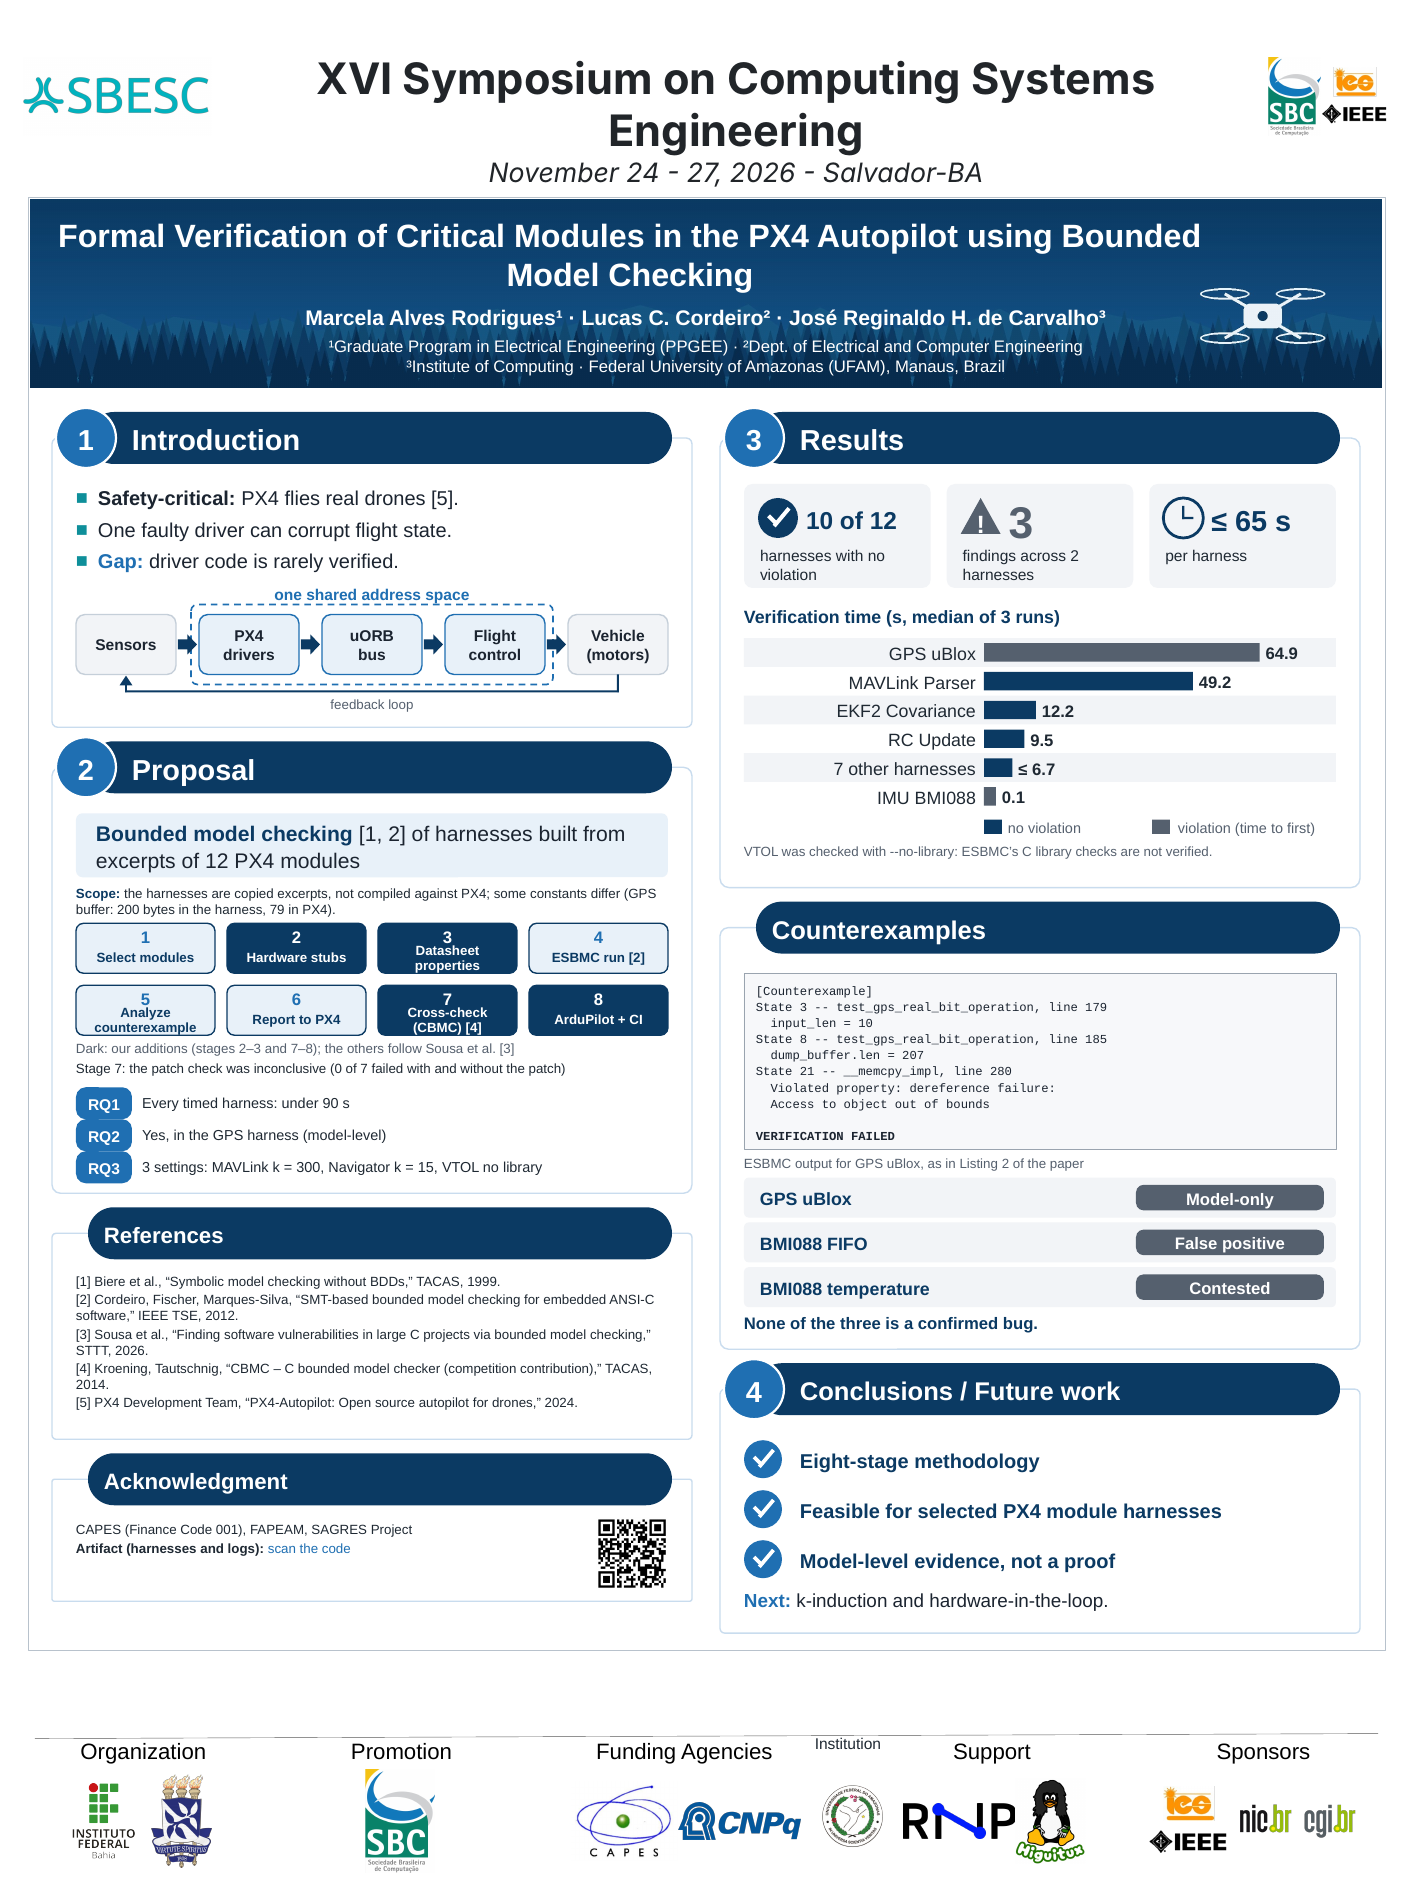 SBESC
XVI Symposium on Computing Systems
Engineering
November 24 - 27, 2026 - Salvador-BA
SBC
Sociedade Brasileira
de Computação
ies
IEEE
Formal Verification of Critical Modules in the PX4 Autopilot using Bounded
Model Checking
Marcela Alves Rodrigues¹ · Lucas C. Cordeiro² · José Reginaldo H. de Carvalho³
¹Graduate Program in Electrical Engineering (PPGEE) · ²Dept. of Electrical and Computer Engineering
³Institute of Computing · Federal University of Amazonas (UFAM), Manaus, Brazil
1 Introduction
Safety-critical: PX4 flies real drones [5].
One faulty driver can corrupt flight state.
Gap: driver code is rarely verified.
one shared address space
Sensors
PX4
drivers
uORB
bus
Flight
control
Vehicle
(motors)
feedback loop
2 Proposal
Bounded model checking [1, 2] of harnesses built from
excerpts of 12 PX4 modules
Scope: the harnesses are copied excerpts, not compiled against PX4; some constants differ (GPS
buffer: 200 bytes in the harness, 79 in PX4).
1
Select modules
2
Hardware stubs
3
Datasheet
properties
4
ESBMC run [2]
5
Analyze
counterexample
6
Report to PX4
7
Cross-check
(CBMC) [4]
8
ArduPilot + CI
Dark: our additions (stages 2–3 and 7–8); the others follow Sousa et al. [3]
Stage 7: the patch check was inconclusive (0 of 7 failed with and without the patch)
RQ1 Every timed harness: under 90 s
RQ2 Yes, in the GPS harness (model-level)
RQ3 3 settings: MAVLink k = 300, Navigator k = 15, VTOL no library
References
[1] Biere et al., “Symbolic model checking without BDDs,” TACAS, 1999.
[2] Cordeiro, Fischer, Marques-Silva, “SMT-based bounded model checking for embedded ANSI-C
software,” IEEE TSE, 2012.
[3] Sousa et al., “Finding software vulnerabilities in large C projects via bounded model checking,”
STTT, 2026.
[4] Kroening, Tautschnig, “CBMC – C bounded model checker (competition contribution),” TACAS,
2014.
[5] PX4 Development Team, “PX4-Autopilot: Open source autopilot for drones,” 2024.
Acknowledgment
CAPES (Finance Code 001), FAPEAM, SAGRES Project
Artifact (harnesses and logs): scan the code
3 Results
10 of 12
harnesses with no
violation
3
findings across 2
harnesses
≤ 65 s
per harness
Verification time (s, median of 3 runs)
GPS uBlox 64.9
MAVLink Parser 49.2
EKF2 Covariance 12.2
RC Update 9.5
7 other harnesses ≤ 6.7
IMU BMI088 0.1
no violation
violation (time to first)
VTOL was checked with --no-library: ESBMC's C library checks are not verified.
Counterexamples
[Counterexample]
State 3 -- test_gps_real_bit_operation, line 179
input_len = 10
State 8 -- test_gps_real_bit_operation, line 185
dump_buffer.len = 207
State 21 -- __memcpy_impl, line 280
Violated property: dereference failure:
Access to object out of bounds
VERIFICATION FAILED
ESBMC output for GPS uBlox, as in Listing 2 of the paper
GPS uBlox Model-only
BMI088 FIFO False positive
BMI088 temperature Contested
None of the three is a confirmed bug.
4 Conclusions / Future work
Eight-stage methodology
Feasible for selected PX4 module harnesses
Model-level evidence, not a proof
Next: k-induction and hardware-in-the-loop.
Organization
Promotion
Funding Agencies
Institution
Support
Sponsors
INSTITUTO
FEDERAL
Bahia
VIRTUTE SPIRITUS
SBC
Sociedade Brasileira
de Computação
CAPES
CNPq
RNP
Higuitux
ies
IEEE
nic.br
cgi.br